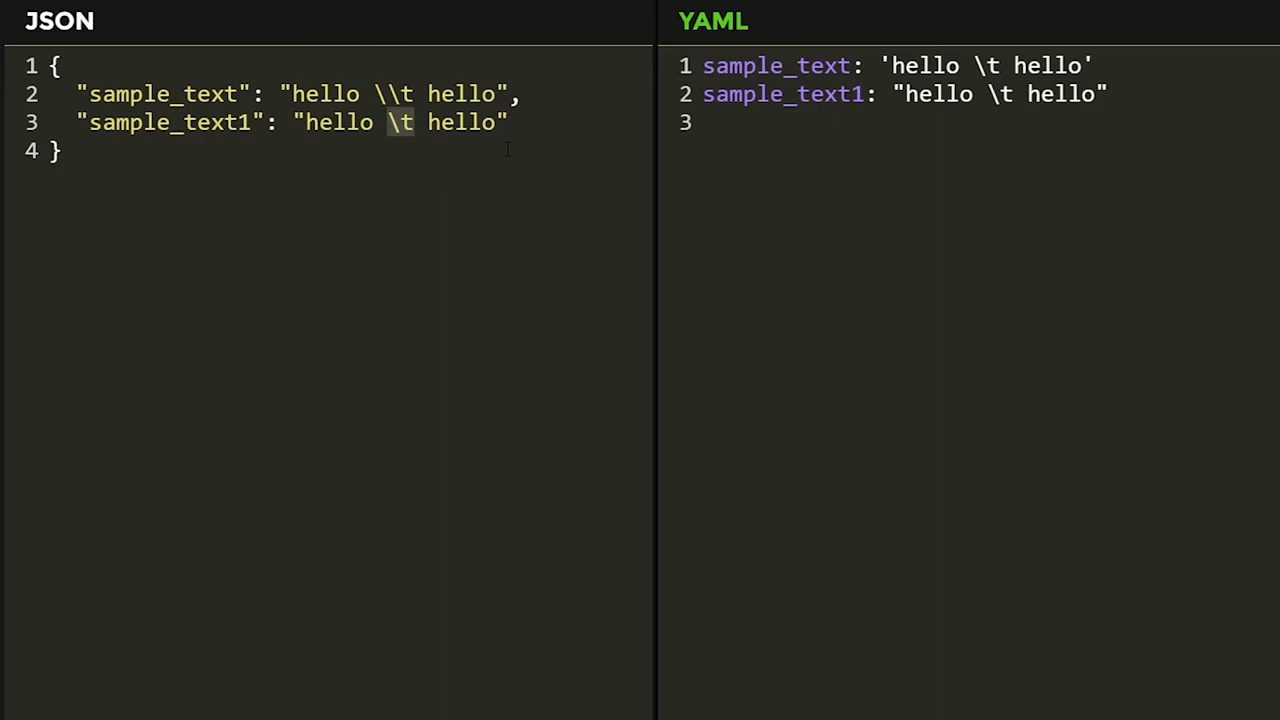 JSON
1 {
2   "sample_text": "hello \\t hello",
3   "sample_text1": "hello \t hello"
4 }
YAML
1 sample_text: 'hello \t hello'
2 sample_text1: "hello \t hello"
3